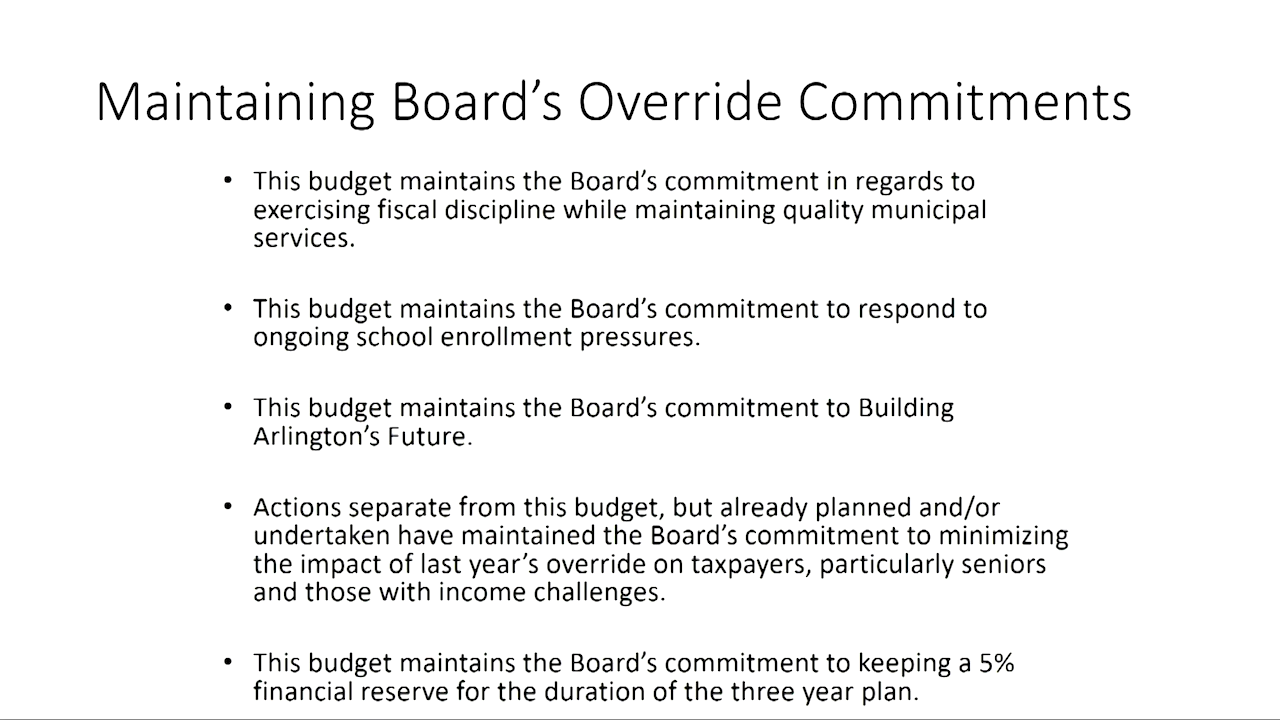 Maintaining Board’s Override Commitments
• This budget maintains the Board’s commitment in regards to
exercising fiscal discipline while maintaining quality municipal
services.
• This budget maintains the Board’s commitment to respond to
ongoing school enrollment pressures.
• This budget maintains the Board’s commitment to Building
Arlington’s Future.
• Actions separate from this budget, but already planned and/or
undertaken have maintained the Board’s commitment to minimizing
the impact of last year’s override on taxpayers, particularly seniors
and those with income challenges.
• This budget maintains the Board’s commitment to keeping a 5%
financial reserve for the duration of the three year plan.